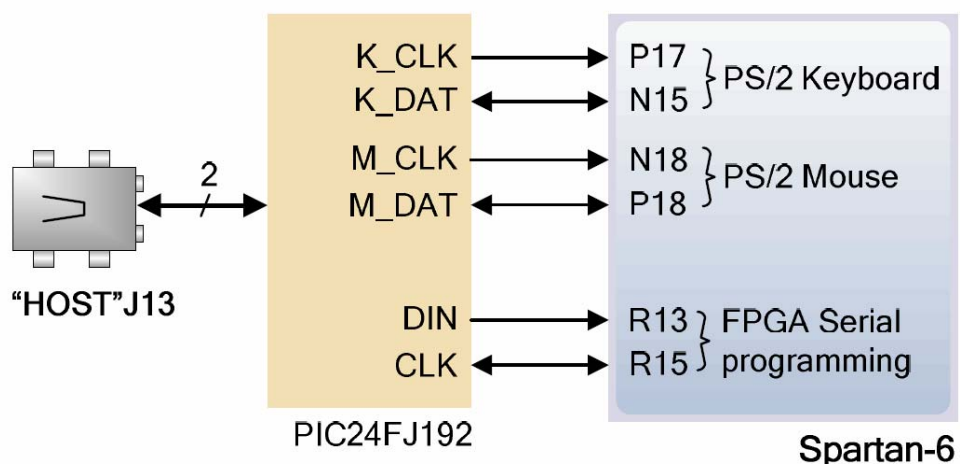 K_CLK
K_DAT
M_CLK
M_DAT
DIN
CLK
PIC24FJ192
2
“HOST”J13
P17
N15
PS/2 Keyboard
N18
P18
PS/2 Mouse
R13
R15
FPGA Serial
programming
Spartan-6